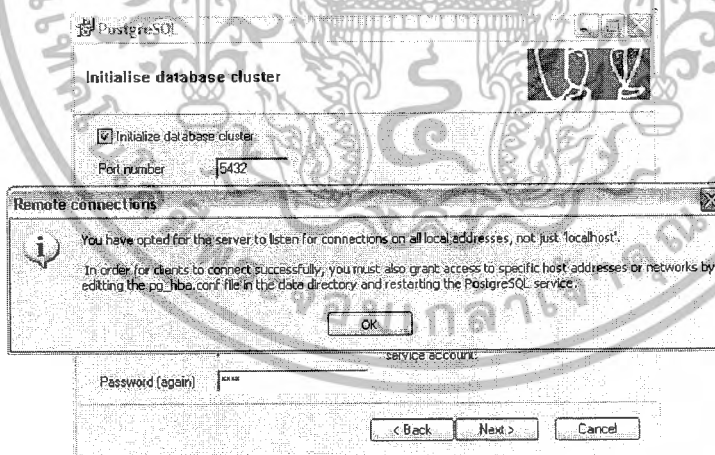 PostgreSQL
Initialise database cluster
Initialize database cluster
Port number 5432
Remote connections
You have opted for the server to listen for connections on all local addresses, not just 'localhost'.
In order for clients to connect successfully, you must also grant access to specific host addresses or networks by
editting the pg_hba.conf file in the data directory and restarting the PostgreSQL service.
OK
service account.
Password (again) ****
< Back Next > Cancel